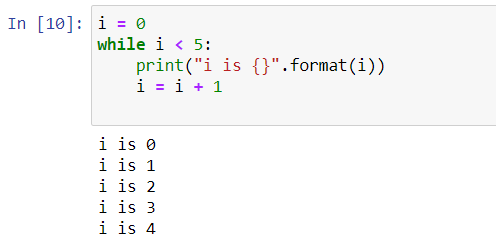 In [10]: i = 0
while i < 5:
    print("i is {}".format(i))
    i = i + 1
i is 0
i is 1
i is 2
i is 3
i is 4